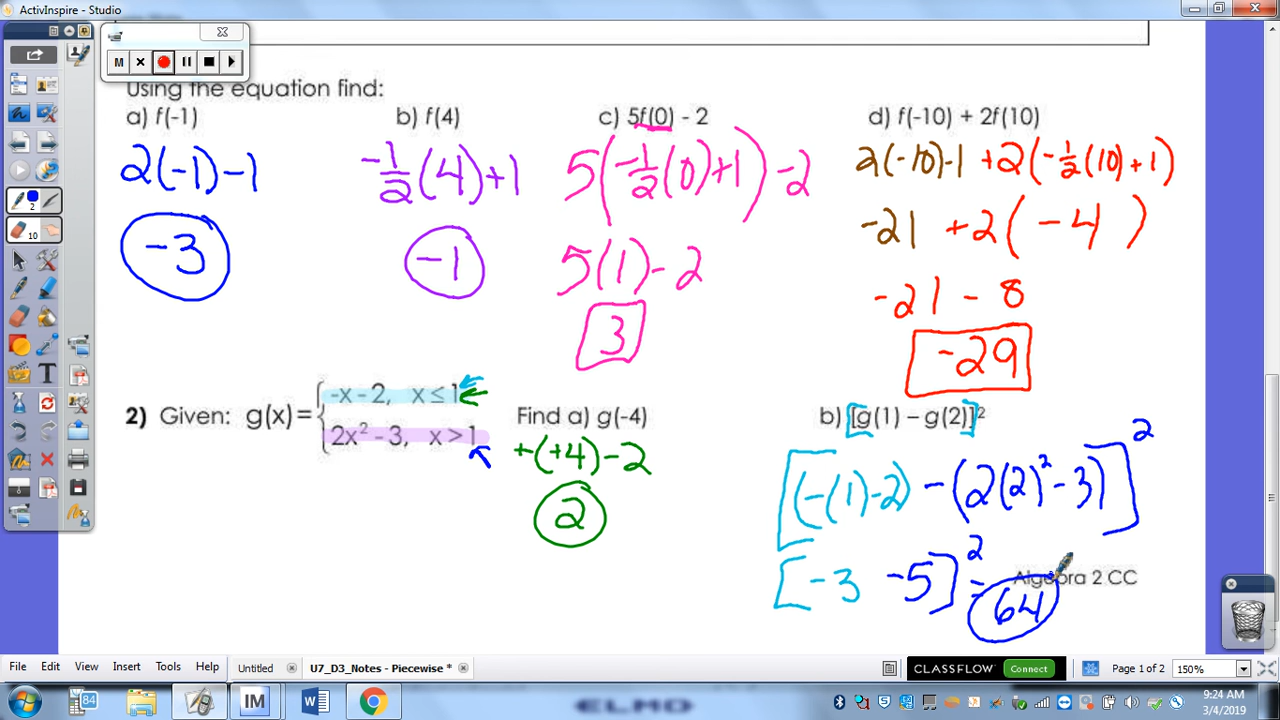 ActivInspire - Studio
M
Using the equation find:
a) f(-1) b) f(4) c) 5f(0) - 2 d) f(-10) + 2f(10)
2(-1)-1 -1/2(4)+1 5(-1/2(0)+1)-2 2(-10)-1 +2(-1/2(10)+1)
-3 -1 5(1)-2 -21 +2(-4)
3 -21 - 8
-29
2) Given: g(x) = { -x - 2, x ≤ 1
2x² - 3, x > 1
Find a) g(-4) b) [g(1) – g(2)]²
+(+4)-2 [(-(1)-2) - (2(2)²-3)]²
2 [-3 -5]² = 64
Algebra 2 CC
2
10
File Edit View Insert Tools Help Untitled U7_D3_Notes - Piecewise * CLASSFLOW Connect Page 1 of 2 150%
84 IM 9:24 AM
3/4/2019
ELMO